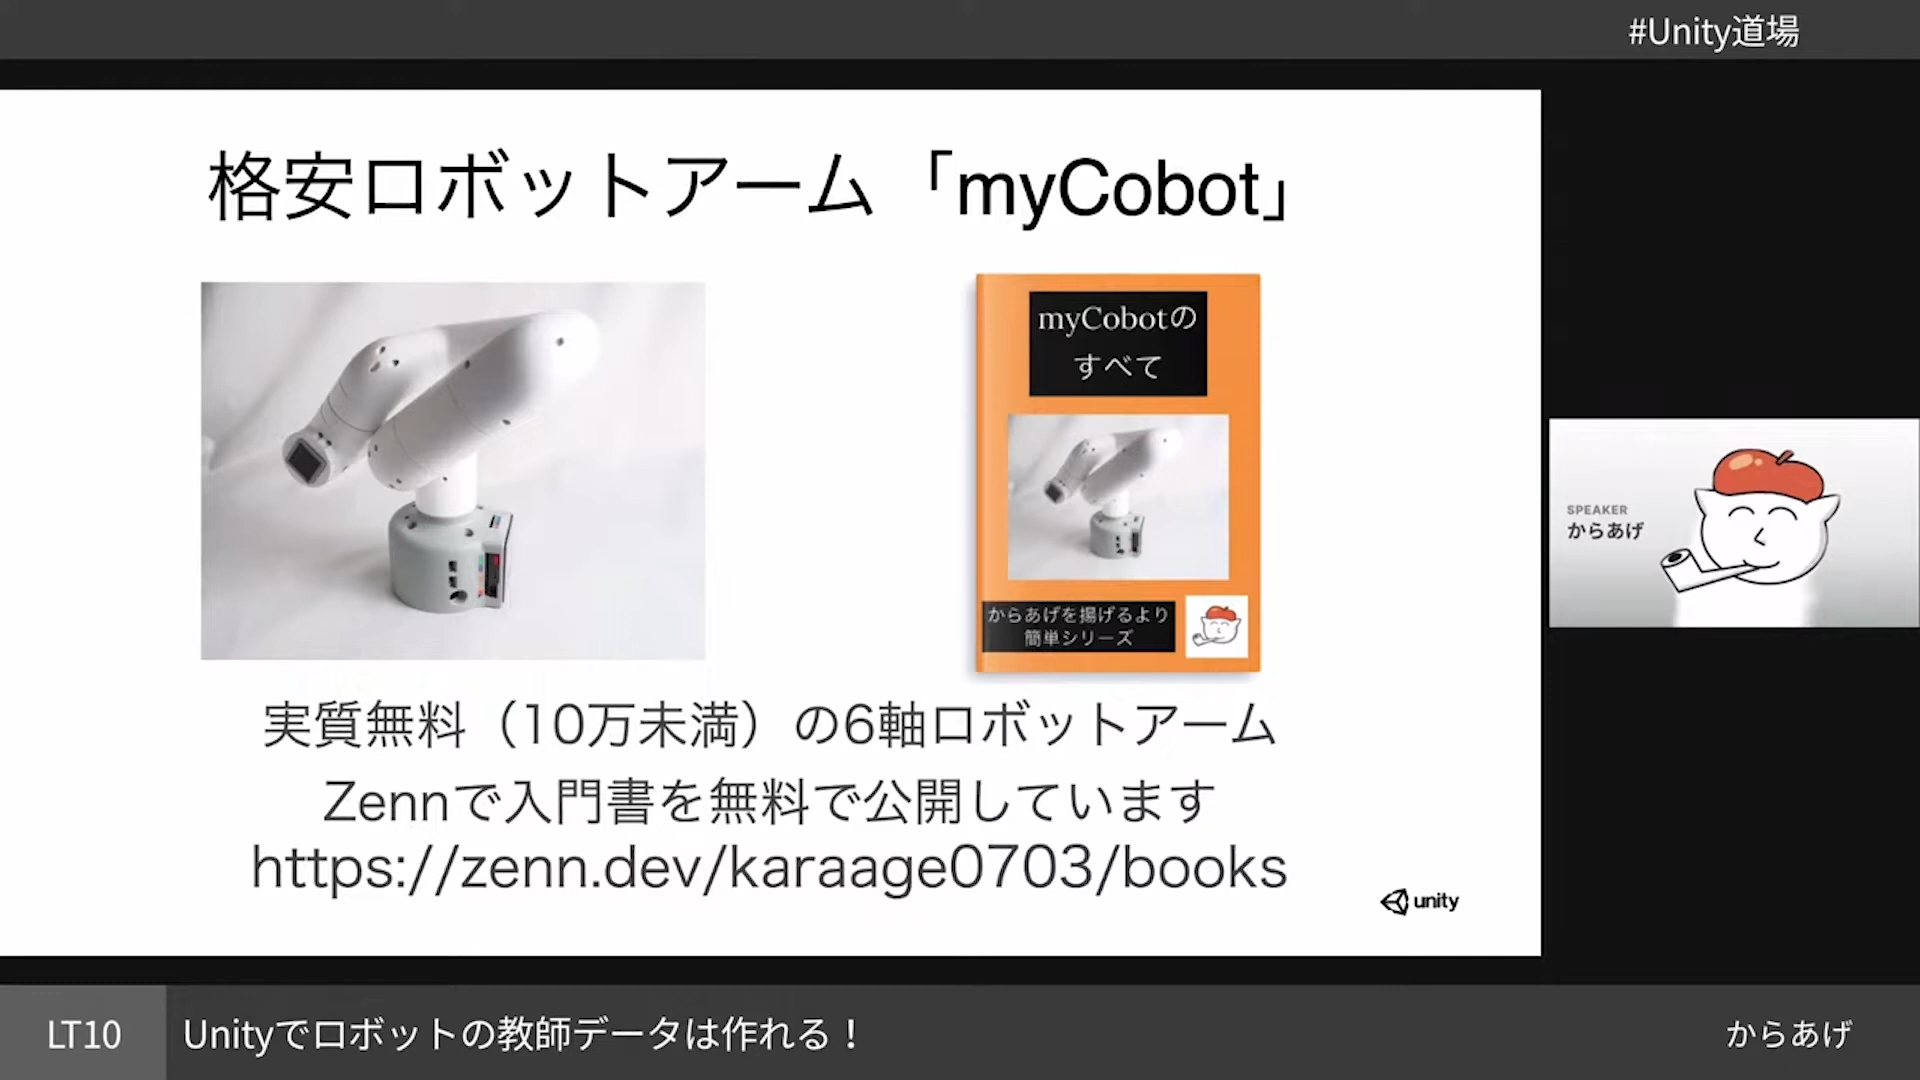 #Unity道場
格安ロボットアーム「myCobot」
myCobotの
すべて
からあげを揚げるより
簡単シリーズ
実質無料（10万未満）の6軸ロボットアーム
Zennで入門書を無料で公開しています
https://zenn.dev/karaage0703/books
unity
SPEAKER
からあげ
LT10
Unityでロボットの教師データは作れる！
からあげ